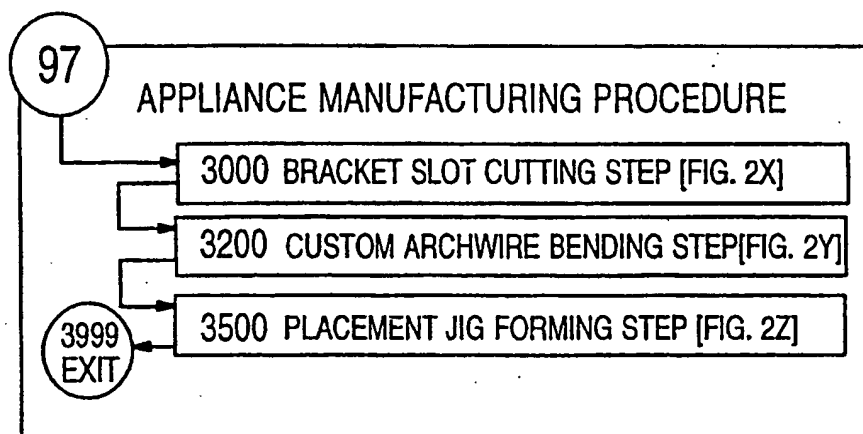 97
APPLIANCE MANUFACTURING PROCEDURE
3000 BRACKET SLOT CUTTING STEP [FIG. 2X]
3200 CUSTOM ARCHWIRE BENDING STEP[FIG. 2Y]
3500 PLACEMENT JIG FORMING STEP [FIG. 2Z]
3999
EXIT